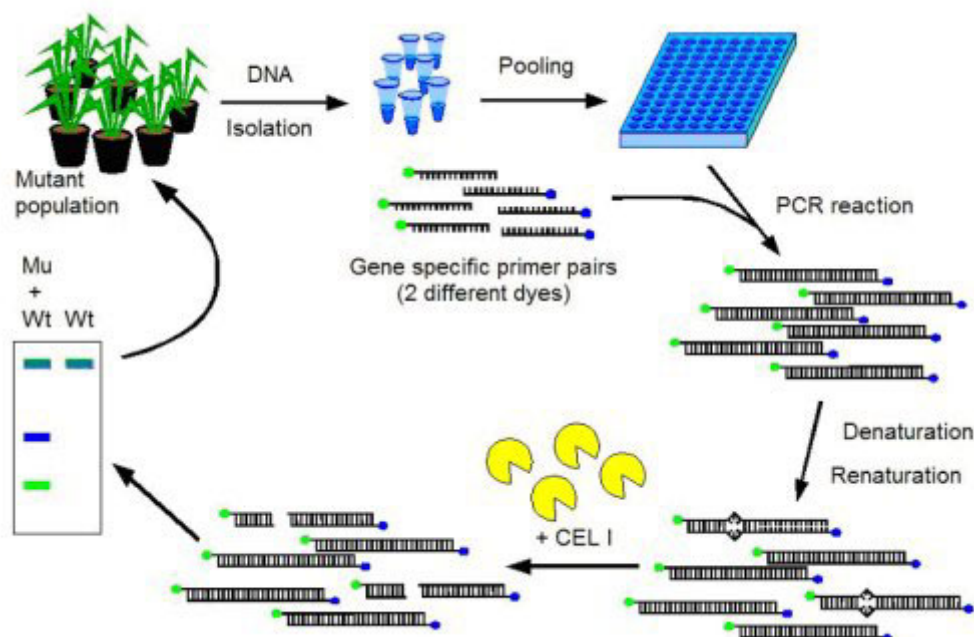 DNA
Isolation
Pooling
Mutant
population
Gene specific primer pairs
(2 different dyes)
PCR reaction
Mu
+
Wt Wt
Denaturation
Renaturation
+ CEL I